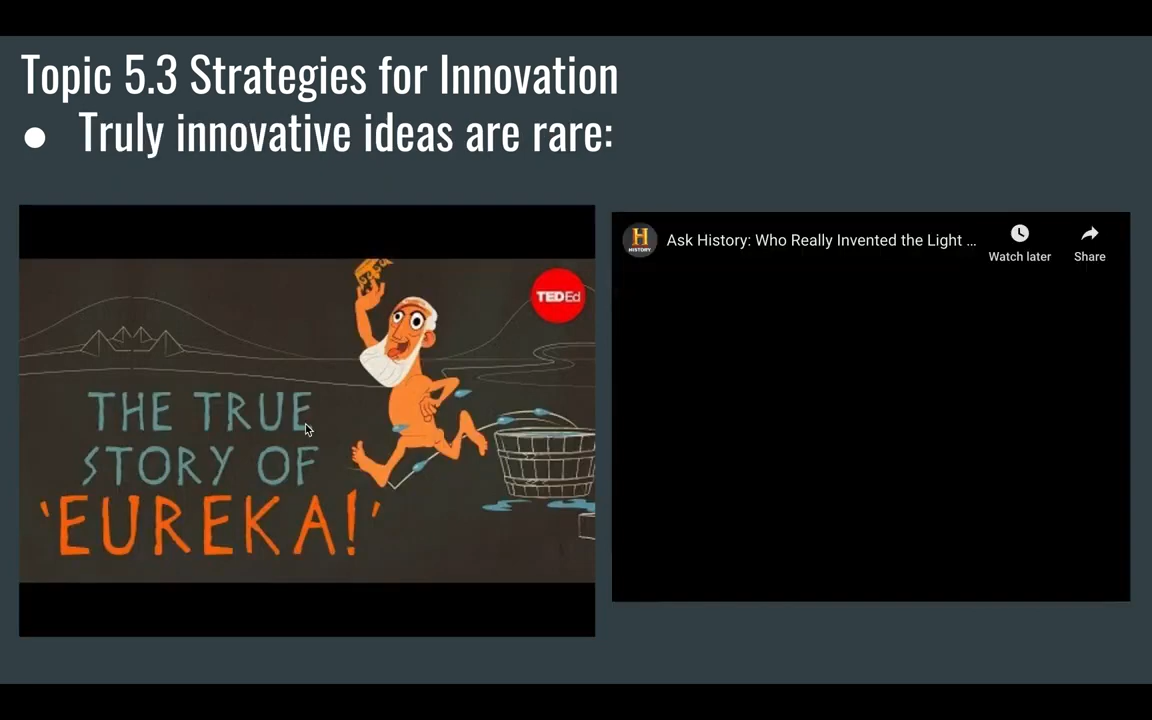 Topic 5.3 Strategies for Innovation
● Truly innovative ideas are rare:
TEDEd
THE TRUE
STORY OF
'EUREKA!'
H
HISTORY
Ask History: Who Really Invented the Light ...
Watch later
Share